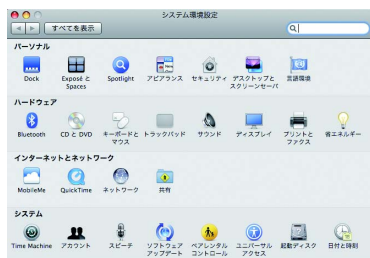 システム環境設定
すべてを表示
パーソナル
Dock
Exposé と Spaces
Spotlight
アピアランス
セキュリティ
デスクトップと スクリーンセーバ
言語環境
ハードウェア
Bluetooth
CD と DVD
キーボードと マウス
トラックパッド
サウンド
ディスプレイ
プリントと ファクス
省エネルギー
インターネットとネットワーク
MobileMe
QuickTime
ネットワーク
共有
システム
Time Machine
アカウント
スピーチ
ソフトウェア アップデート
ペアレンタル コントロール
ユニバーサル アクセス
起動ディスク
日付と時刻